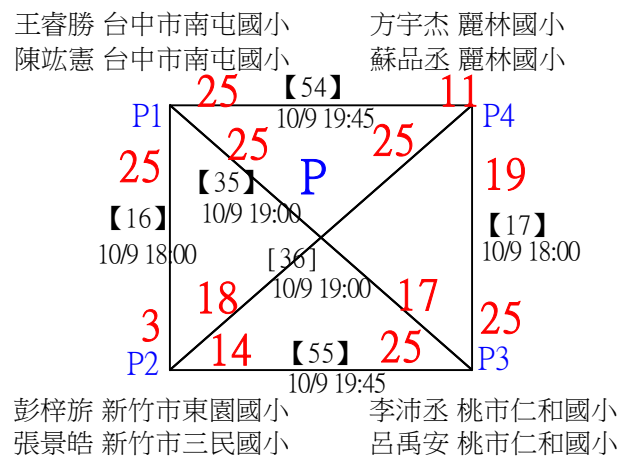 王睿勝 台中市南屯國小
陳竑憲 台中市南屯國小
方宇杰 麗林國小
蘇品丞 麗林國小
25
【54】
11
P1
10/9 19:45
P4
25
25
25
【35】
P
19
10/9 19:00
【16】
【17】
10/9 18:00
10/9 18:00
[36]
10/9 19:00
18
17
3
25
P2
14
【55】
25
P3
10/9 19:45
彭梓旂 新竹市東園國小
張景皓 新竹市三民國小
李沛丞 桃市仁和國小
呂禹安 桃市仁和國小